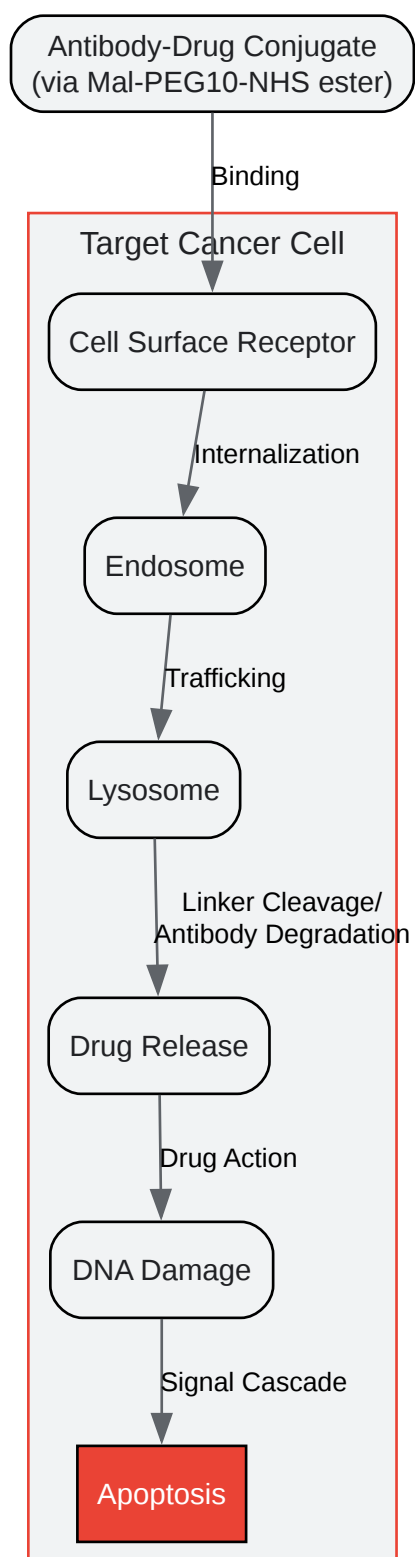 Antibody-Drug Conjugate
(via Mal-PEG10-NHS ester)
Binding
Target Cancer Cell
Cell Surface Receptor
Internalization
Endosome
Trafficking
Lysosome
Linker Cleavage/
Antibody Degradation
Drug Release
Drug Action
DNA Damage
Signal Cascade
Apoptosis